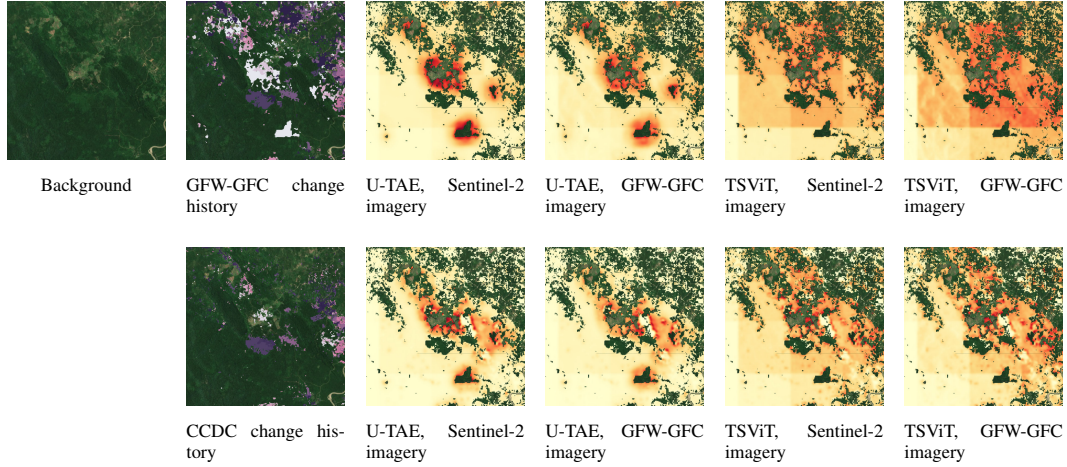 Background
GFW-GFC change
history
U-TAE, Sentinel-2
imagery
U-TAE, GFW-GFC
imagery
TSViT, Sentinel-2
imagery
TSViT, GFW-GFC
imagery
CCDC change his-
tory
U-TAE, Sentinel-2
imagery
U-TAE, GFW-GFC
imagery
TSViT, Sentinel-2
imagery
TSViT, GFW-GFC
imagery